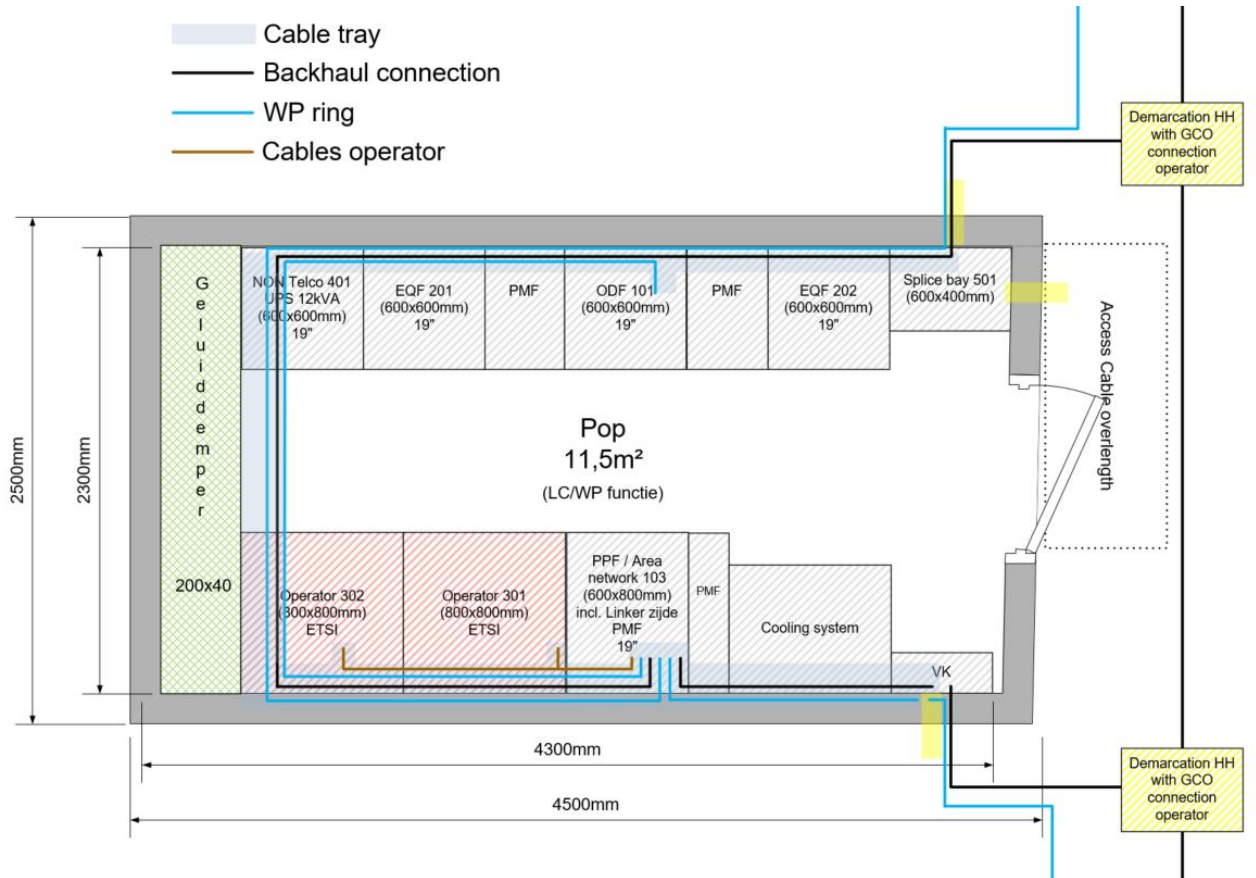 Cable tray
Backhaul connection
WP ring
Cables operator
Demarcation HH
with GCO
connection
operator
Geluiddemper
200x40
NON Telco 401
UPS 12kVA
(600x600mm)
19"
EQF 201
(600x600mm)
19"
PMF
ODF 101
(600x600mm)
19"
PMF
EQF 202
(600x600mm)
19"
Splice bay 501
(600x400mm)
Access Cable overlength
2500mm
2300mm
Pop
11,5m²
(LC/WP functie)
Operator 302
(800x800mm)
ETSI
Operator 301
(800x800mm)
ETSI
PPF / Area
network 103
(600x800mm)
incl. Linker zijde
PMF
19"
PMF
Cooling system
VK
4300mm
4500mm
Demarcation HH
with GCO
connection
operator